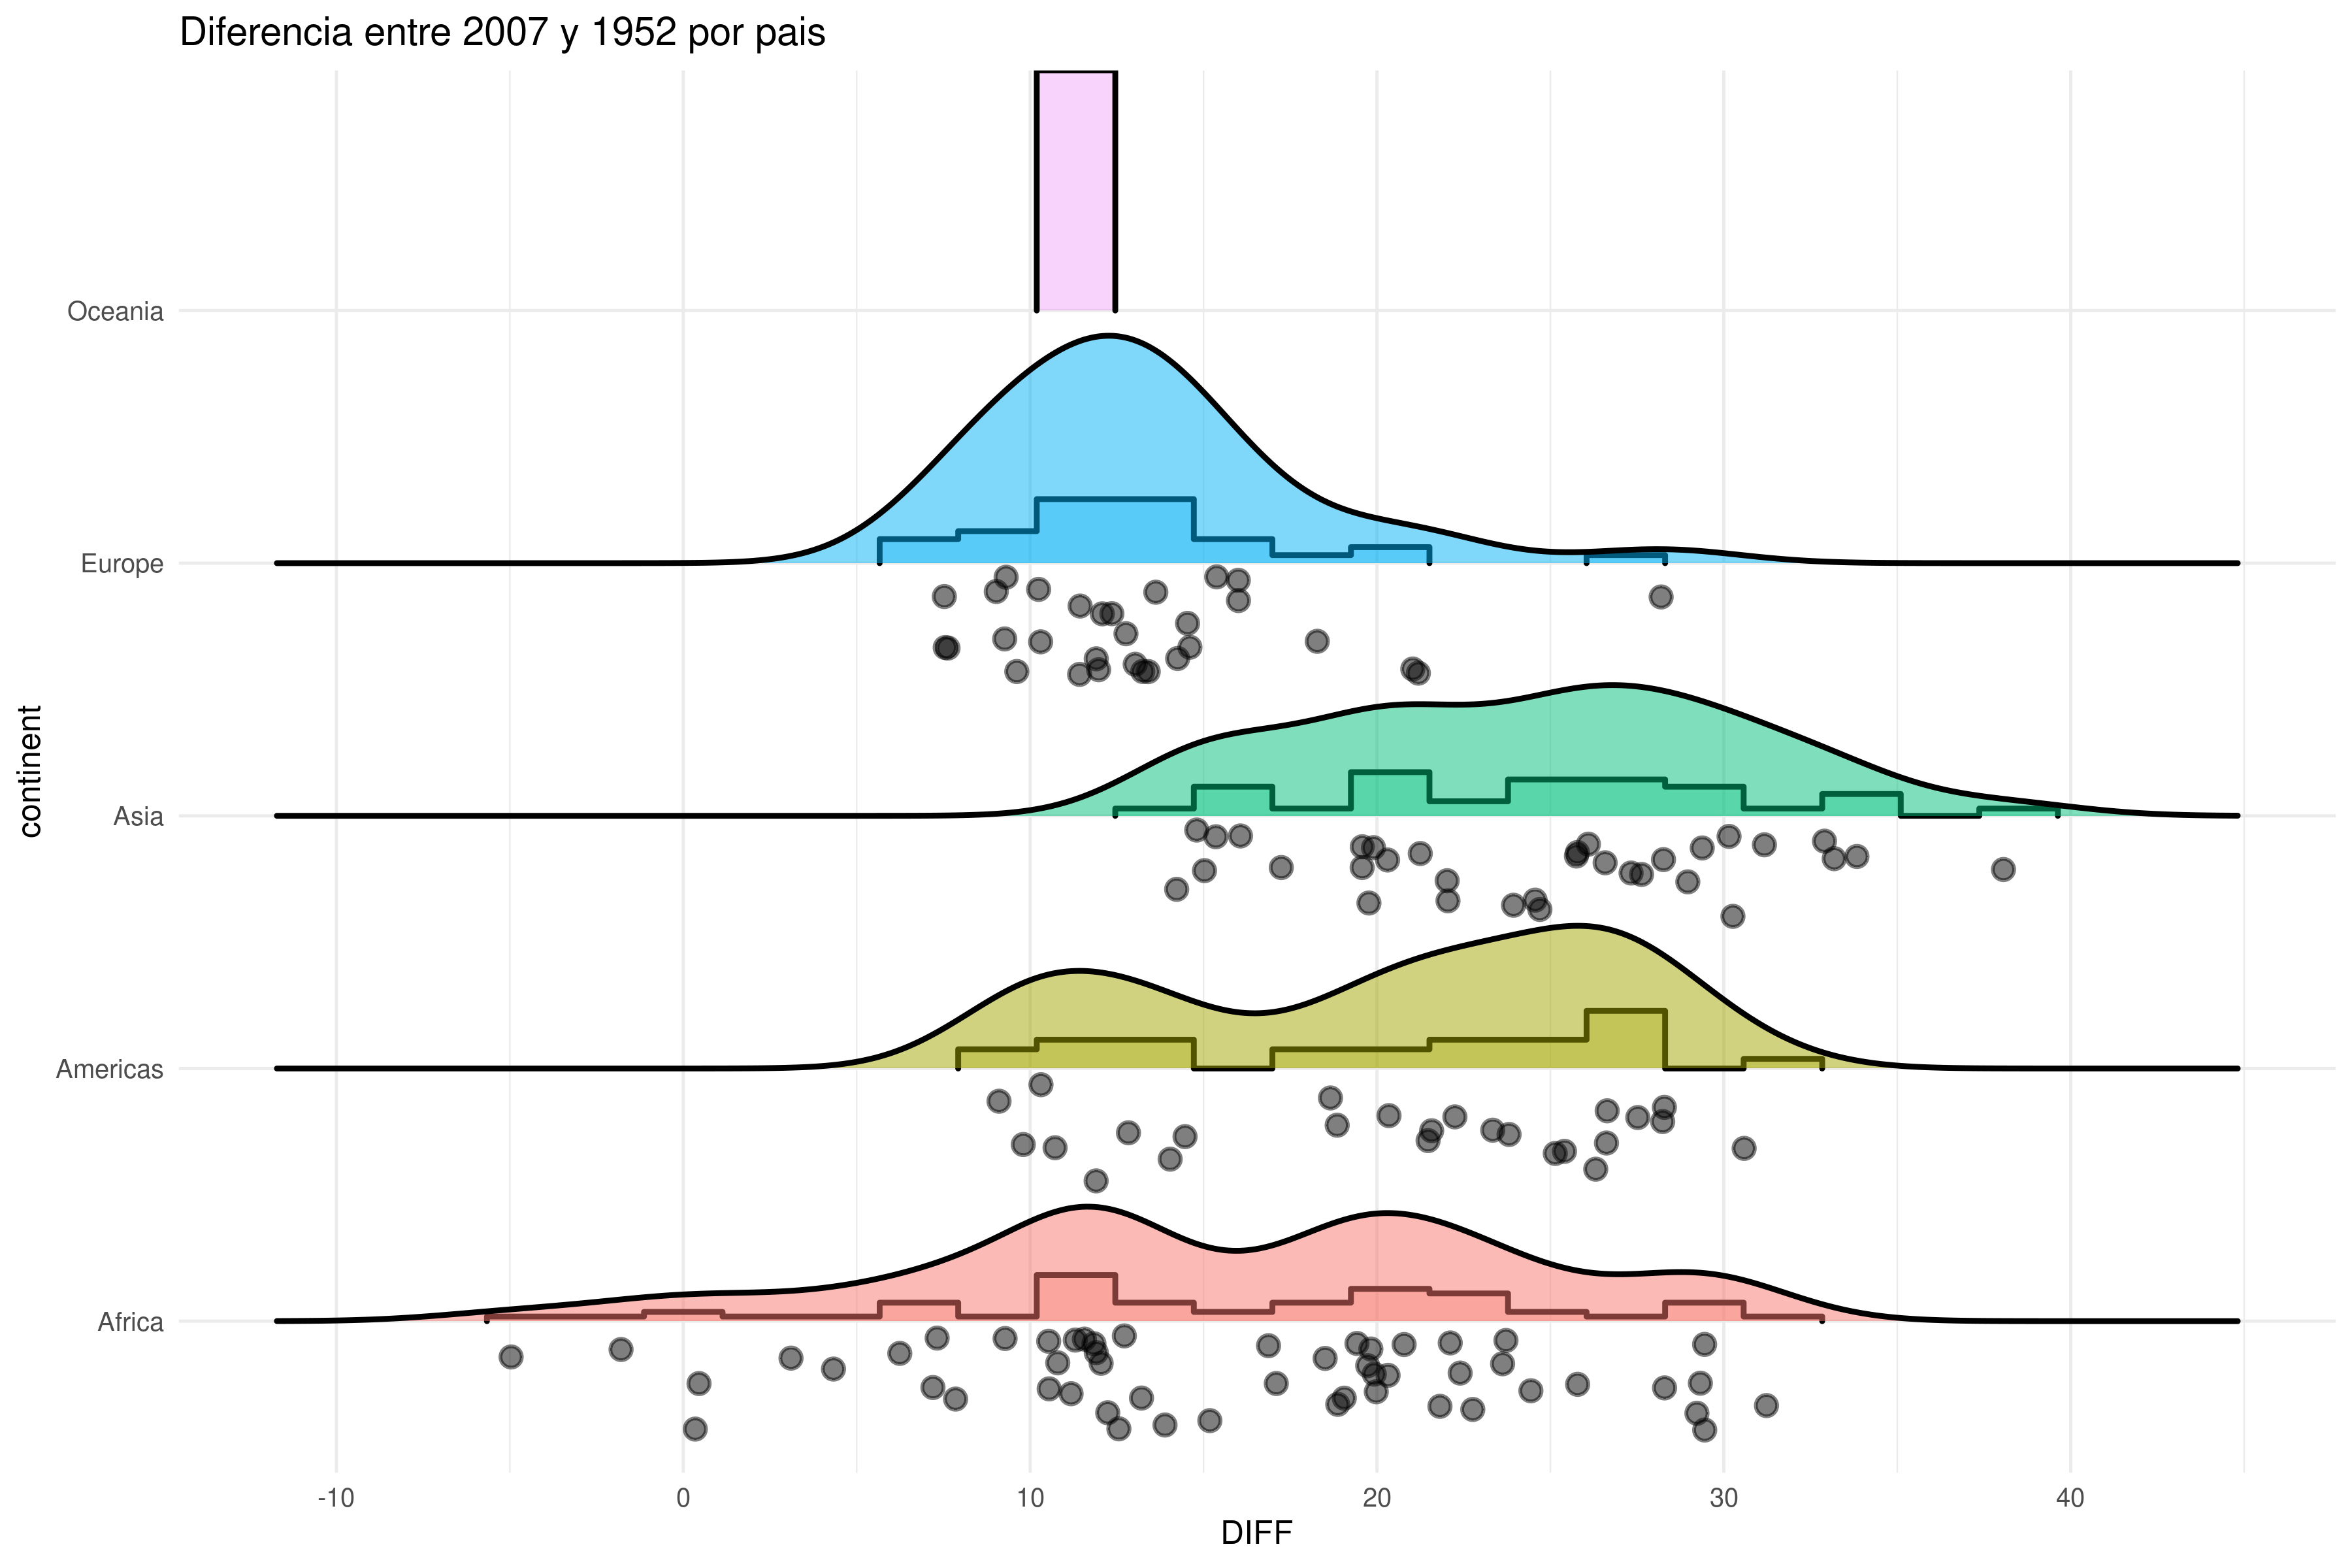 Diferencia entre 2007 y 1952 por pais
Oceania
Europe
Asia
Americas
Africa
continent
-10 0 10 20 30 40
DIFF